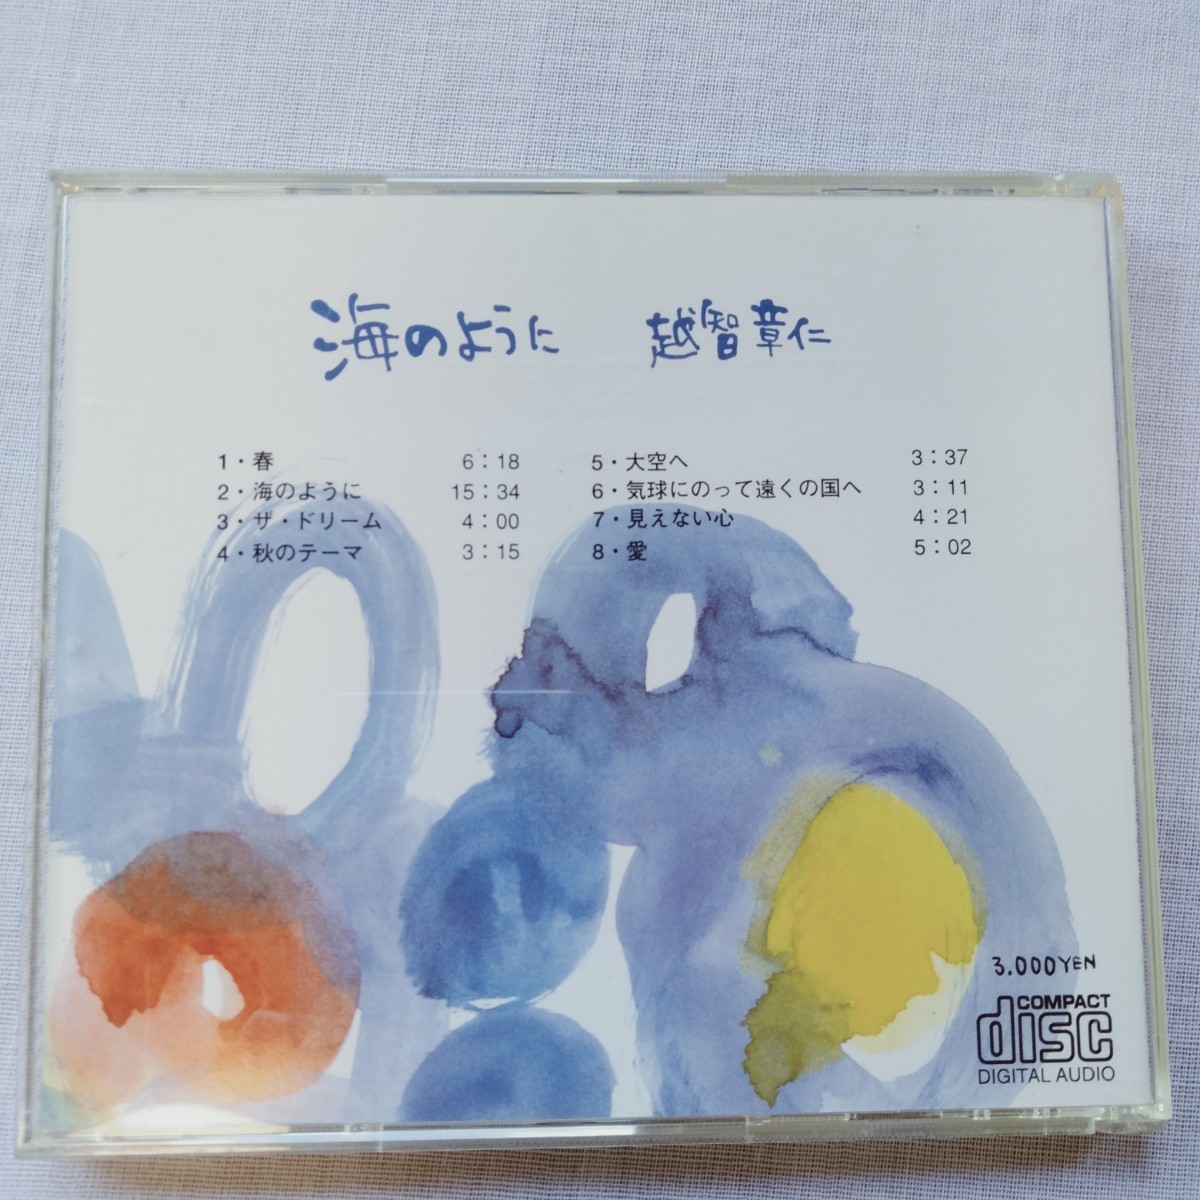 海のように 越智章仁
1・春 6：18
2・海のように 15：34
3・ザ・ドリーム 4：00
4・秋のテーマ 3：15
5・大空へ 3：37
6・気球にのって遠くの国へ 3：11
7・見えない心 4：21
8・愛 5：02
3.000YEN
COMPACT
disc
DIGITAL AUDIO